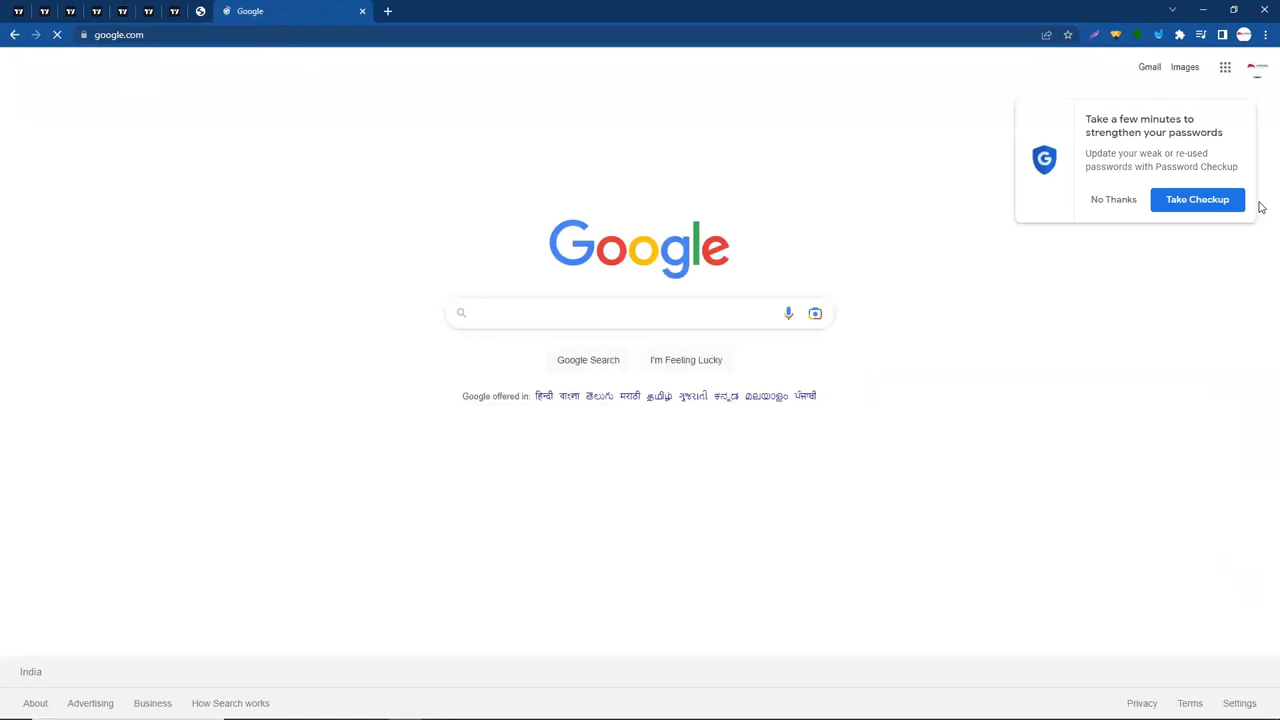 Google
google.com
Gmail Images
Take a few minutes to
strengthen your passwords
Update your weak or re-used
passwords with Password Checkup
No Thanks Take Checkup
Google
Google Search I'm Feeling Lucky
Google offered in: हिन्दी বাংলা తెలుగు मराठी தமிழ் ગુજરાતી ಕನ್ನಡ മലയാളം ਪੰਜਾਬੀ
India
About Advertising Business How Search works Privacy Terms Settings